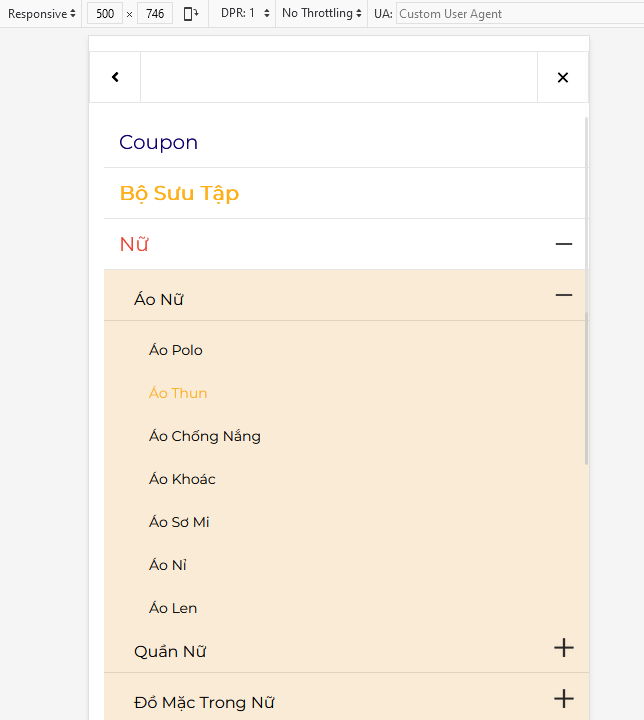 Responsive 500 × 746 DPR: 1 No Throttling UA: Custom User Agent
Coupon
Bộ Sưu Tập
Nữ
Áo Nữ
Áo Polo
Áo Thun
Áo Chống Nắng
Áo Khoác
Áo Sơ Mi
Áo Nỉ
Áo Len
Quần Nữ
Đồ Mặc Trong Nữ